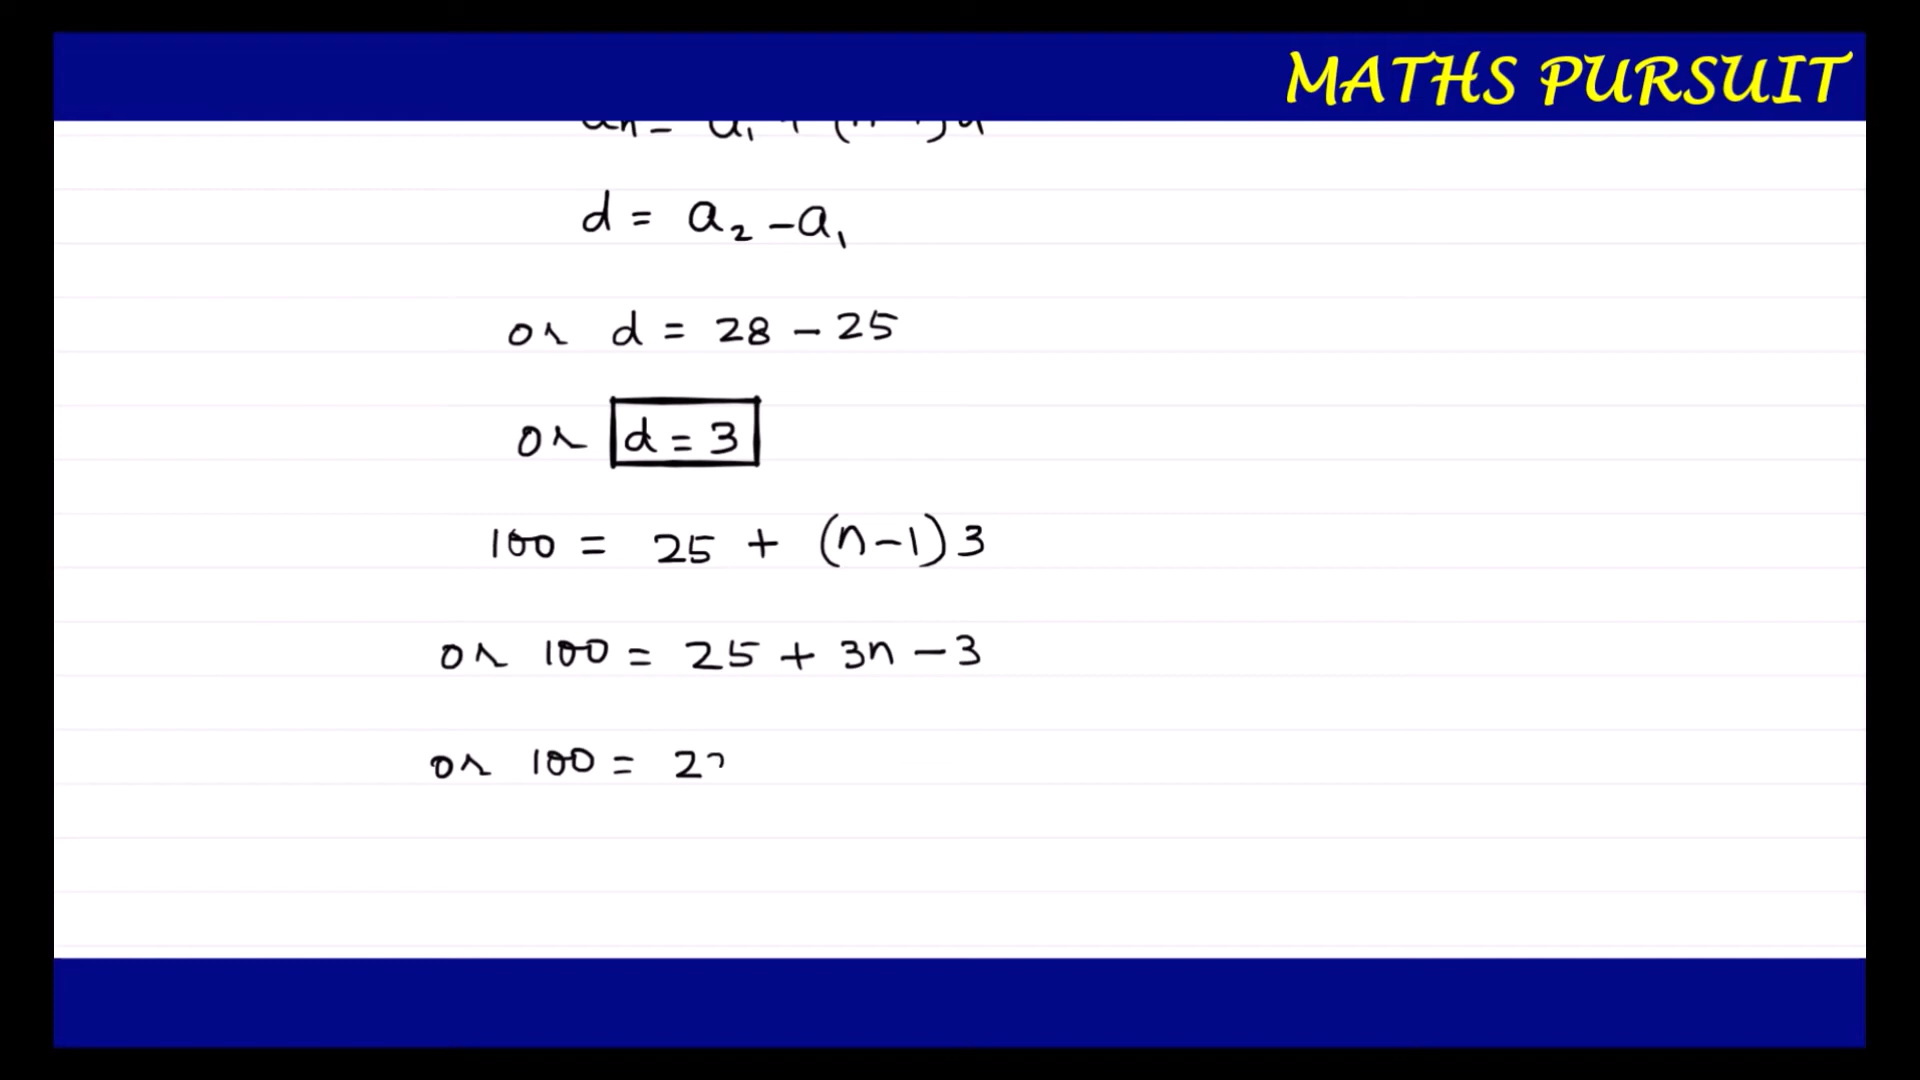 MATHS PURSUIT
d = a₂ - a₁
or d = 28 - 25
or d = 3
100 = 25 + (n-1)3
or 100 = 25 + 3n - 3
or 100 = 2